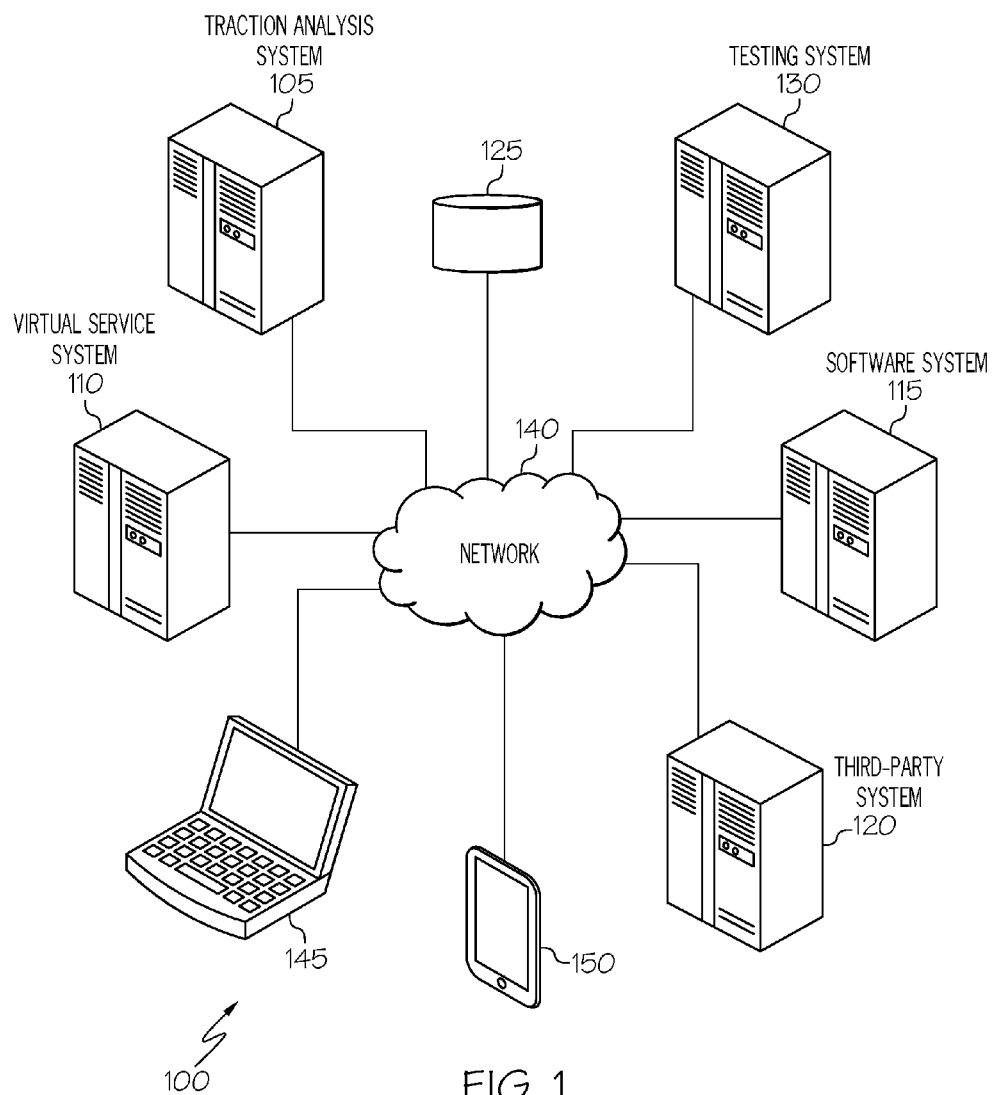 TRACTION ANALYSIS
SYSTEM
105
TESTING SYSTEM
130
125
VIRTUAL SERVICE
SYSTEM
110
SOFTWARE SYSTEM
115
140
NETWORK
THIRD-PARTY
SYSTEM
120
145
150
100
FIG. 1